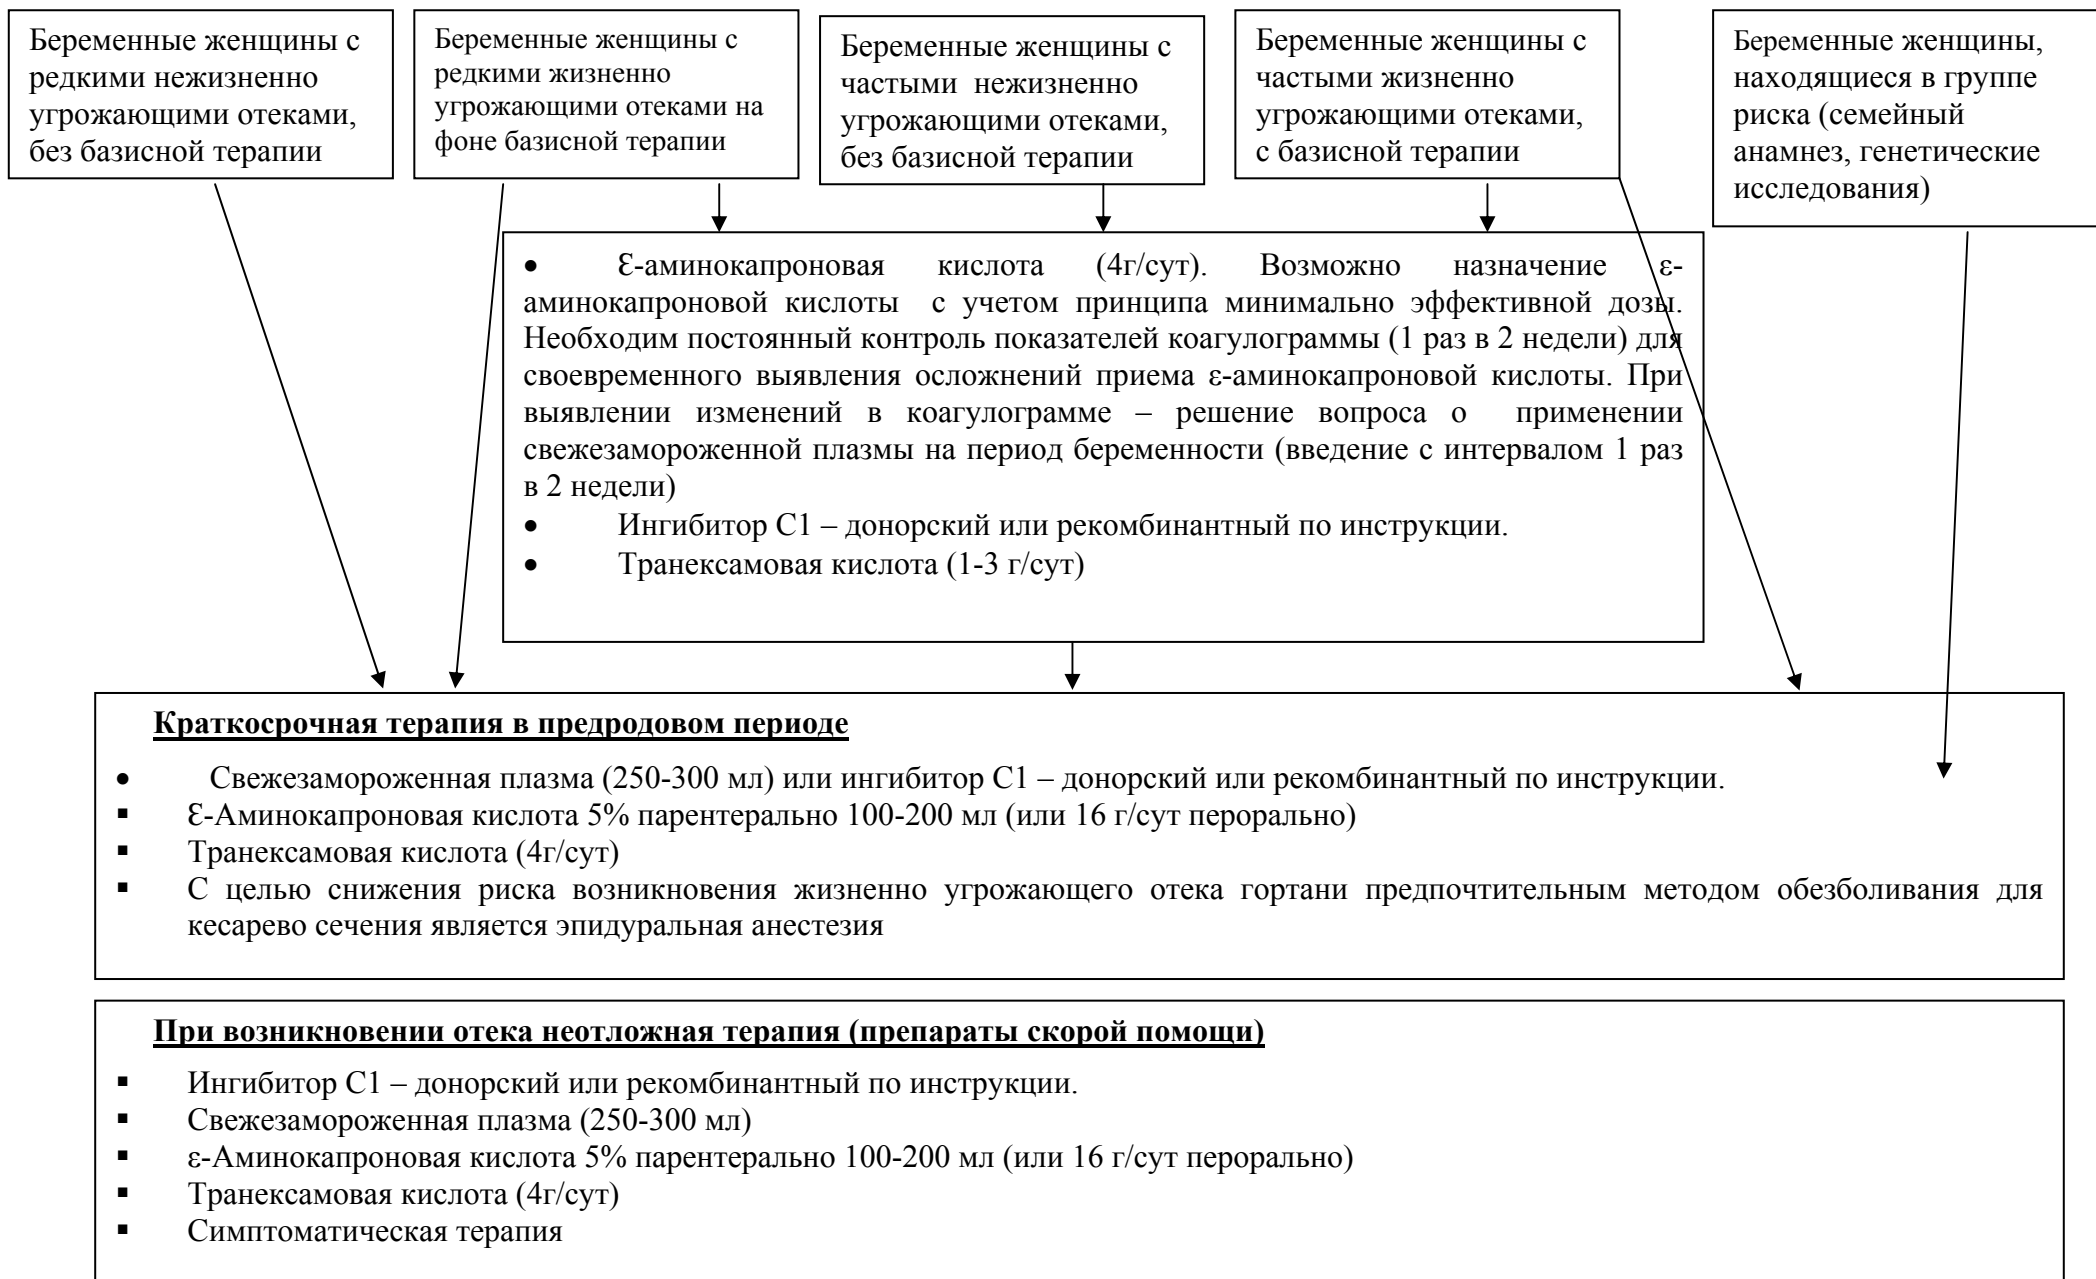 Беременные женщины с
редкими нежизненно
угрожающими отеками,
без базисной терапии
Беременные женщины с
редкими жизненно
угрожающими отеками на
фоне базисной терапии
Беременные женщины с
частыми нежизненно
угрожающими отеками,
без базисной терапии
Беременные женщины с
частыми жизненно
угрожающими отеками,
с базисной терапии
Беременные женщины,
находящиеся в группе
риска (семейный
анамнез, генетические
исследования)
• Ɛ-аминокапроновая кислота (4г/сут). Возможно назначение ε-
аминокапроновой кислоты с учетом принципа минимально эффективной дозы.
Необходим постоянный контроль показателей коагулограммы (1 раз в 2 недели) для
своевременного выявления осложнений приема ε-аминокапроновой кислоты. При
выявлении изменений в коагулограмме – решение вопроса о применении
свежезамороженной плазмы на период беременности (введение с интервалом 1 раз
в 2 недели)
• Ингибитор С1 – донорский или рекомбинантный по инструкции.
• Транексамовая кислота (1-3 г/сут)
Краткосрочная терапия в предродовом периоде
• Свежезамороженная плазма (250-300 мл) или ингибитор С1 – донорский или рекомбинантный по инструкции.
▪ Ɛ-Аминокапроновая кислота 5% парентерально 100-200 мл (или 16 г/сут перорально)
▪ Транексамовая кислота (4г/сут)
▪ С целью снижения риска возникновения жизненно угрожающего отека гортани предпочтительным методом обезболивания для
кесарево сечения является эпидуральная анестезия
При возникновении отека неотложная терапия (препараты скорой помощи)
▪ Ингибитор С1 – донорский или рекомбинантный по инструкции.
▪ Свежезамороженная плазма (250-300 мл)
▪ ε-Аминокапроновая кислота 5% парентерально 100-200 мл (или 16 г/сут перорально)
▪ Транексамовая кислота (4г/сут)
▪ Симптоматическая терапия